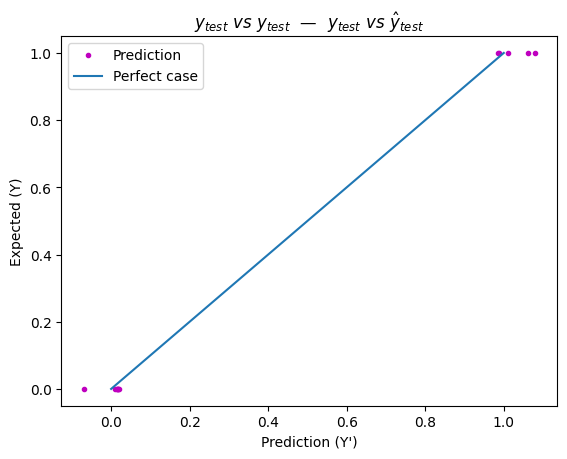 y_test vs y_test — y_test vs ŷ_test
Prediction
Perfect case
1.0
0.8
0.6
0.4
0.2
0.0
Expected (Y)
0.0 0.2 0.4 0.6 0.8 1.0
Prediction (Y')